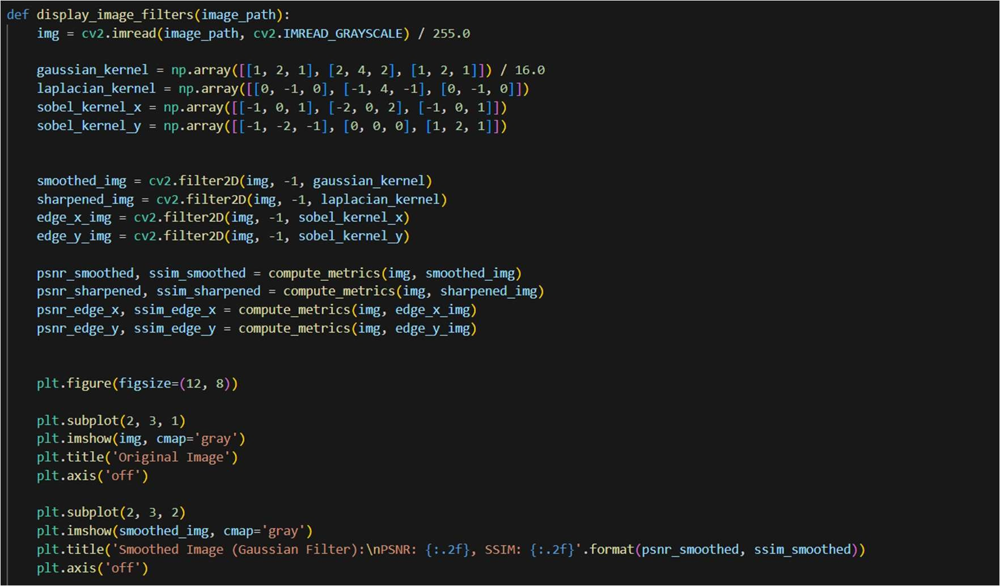 def display_image_filters(image_path):
    img = cv2.imread(image_path, cv2.IMREAD_GRAYSCALE) / 255.0
    gaussian_kernel = np.array([[1, 2, 1], [2, 4, 2], [1, 2, 1]]) / 16.0
    laplacian_kernel = np.array([[0, -1, 0], [-1, 4, -1], [0, -1, 0]])
    sobel_kernel_x = np.array([[-1, 0, 1], [-2, 0, 2], [-1, 0, 1]])
    sobel_kernel_y = np.array([[-1, -2, -1], [0, 0, 0], [1, 2, 1]])
    smoothed_img = cv2.filter2D(img, -1, gaussian_kernel)
    sharpened_img = cv2.filter2D(img, -1, laplacian_kernel)
    edge_x_img = cv2.filter2D(img, -1, sobel_kernel_x)
    edge_y_img = cv2.filter2D(img, -1, sobel_kernel_y)
    psnr_smoothed, ssim_smoothed = compute_metrics(img, smoothed_img)
    psnr_sharpened, ssim_sharpened = compute_metrics(img, sharpened_img)
    psnr_edge_x, ssim_edge_x = compute_metrics(img, edge_x_img)
    psnr_edge_y, ssim_edge_y = compute_metrics(img, edge_y_img)
    plt.figure(figsize=(12, 8))
    plt.subplot(2, 3, 1)
    plt.imshow(img, cmap='gray')
    plt.title('Original Image')
    plt.axis('off')
    plt.subplot(2, 3, 2)
    plt.imshow(smoothed_img, cmap='gray')
    plt.title('Smoothed Image (Gaussian Filter):\nPSNR: {:.2f}, SSIM: {:.2f}'.format(psnr_smoothed, ssim_smoothed))
    plt.axis('off')